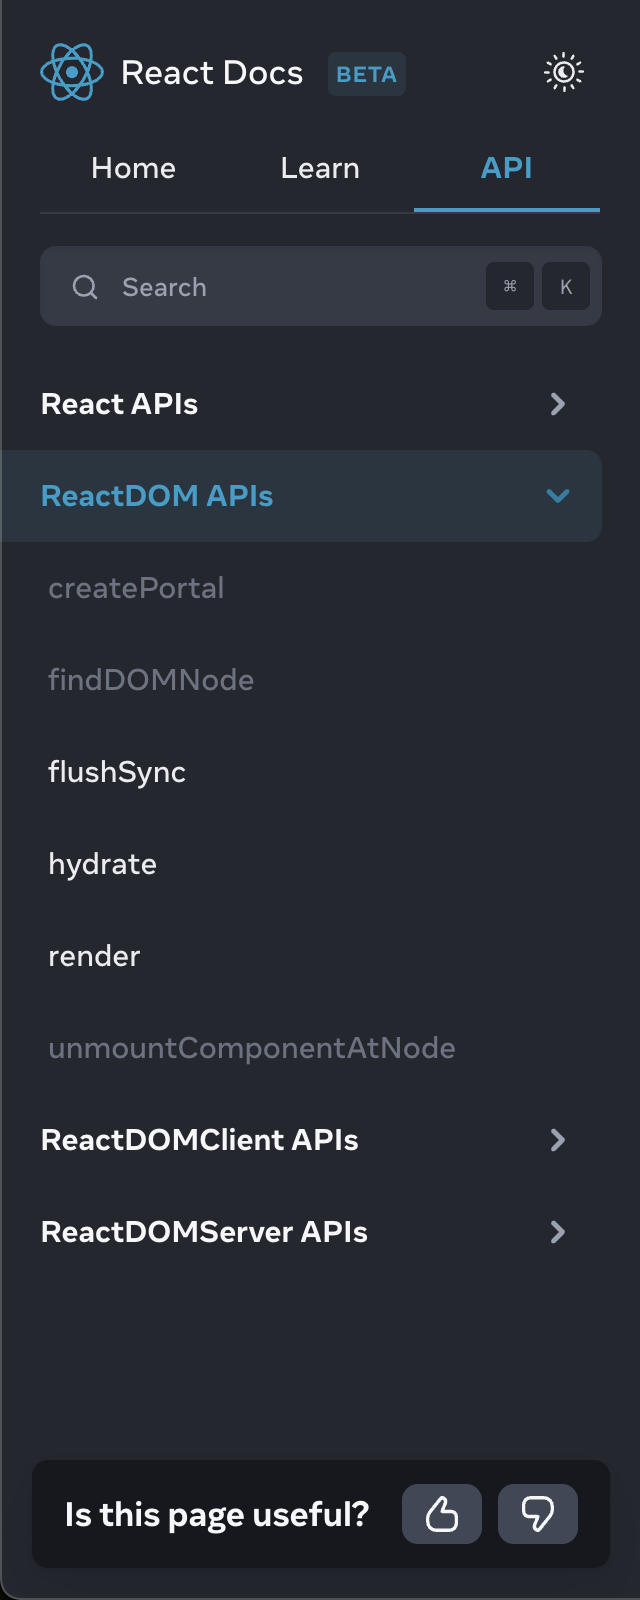 React Docs BETA
Home Learn API
Search ⌘ K
React APIs
ReactDOM APIs
createPortal
findDOMNode
flushSync
hydrate
render
unmountComponentAtNode
ReactDOMClient APIs
ReactDOMServer APIs
Is this page useful?